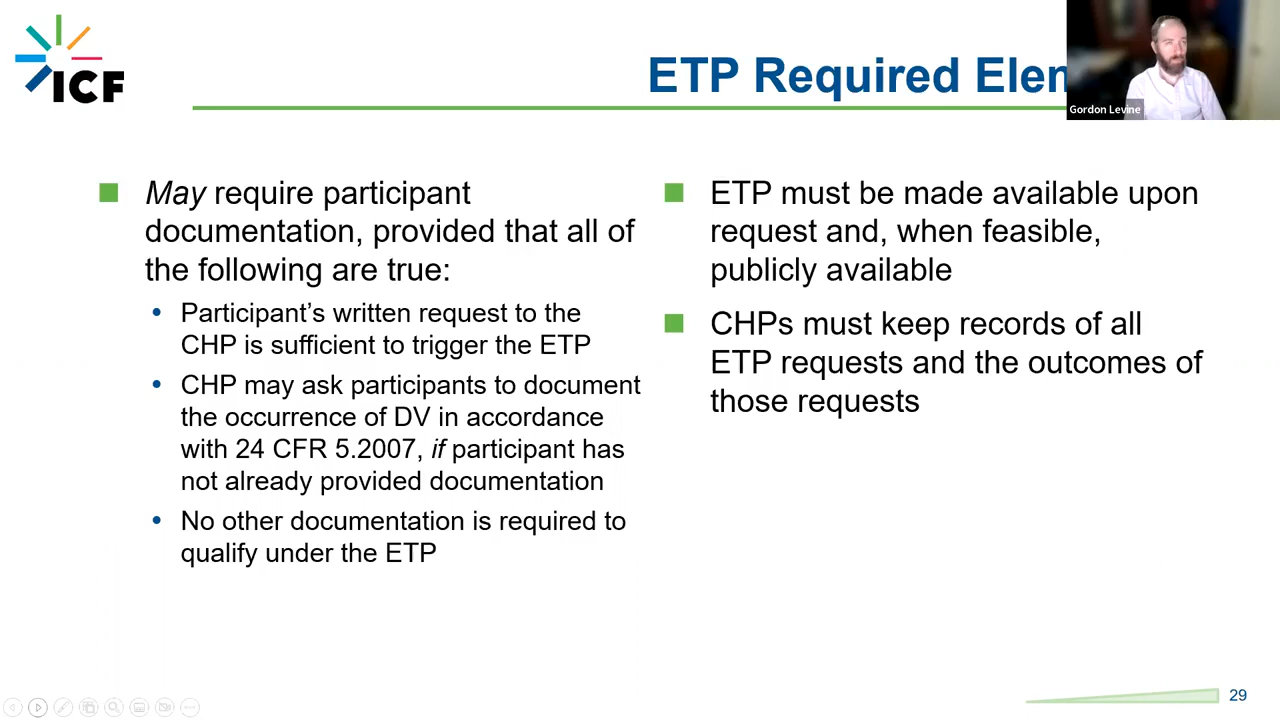 ICF
ETP Required Elem
Gordon Levine
May require participant
documentation, provided that all of
the following are true:
• Participant’s written request to the
CHP is sufficient to trigger the ETP
• CHP may ask participants to document
the occurrence of DV in accordance
with 24 CFR 5.2007, if participant has
not already provided documentation
• No other documentation is required to
qualify under the ETP
ETP must be made available upon
request and, when feasible,
publicly available
CHPs must keep records of all
ETP requests and the outcomes of
those requests
29